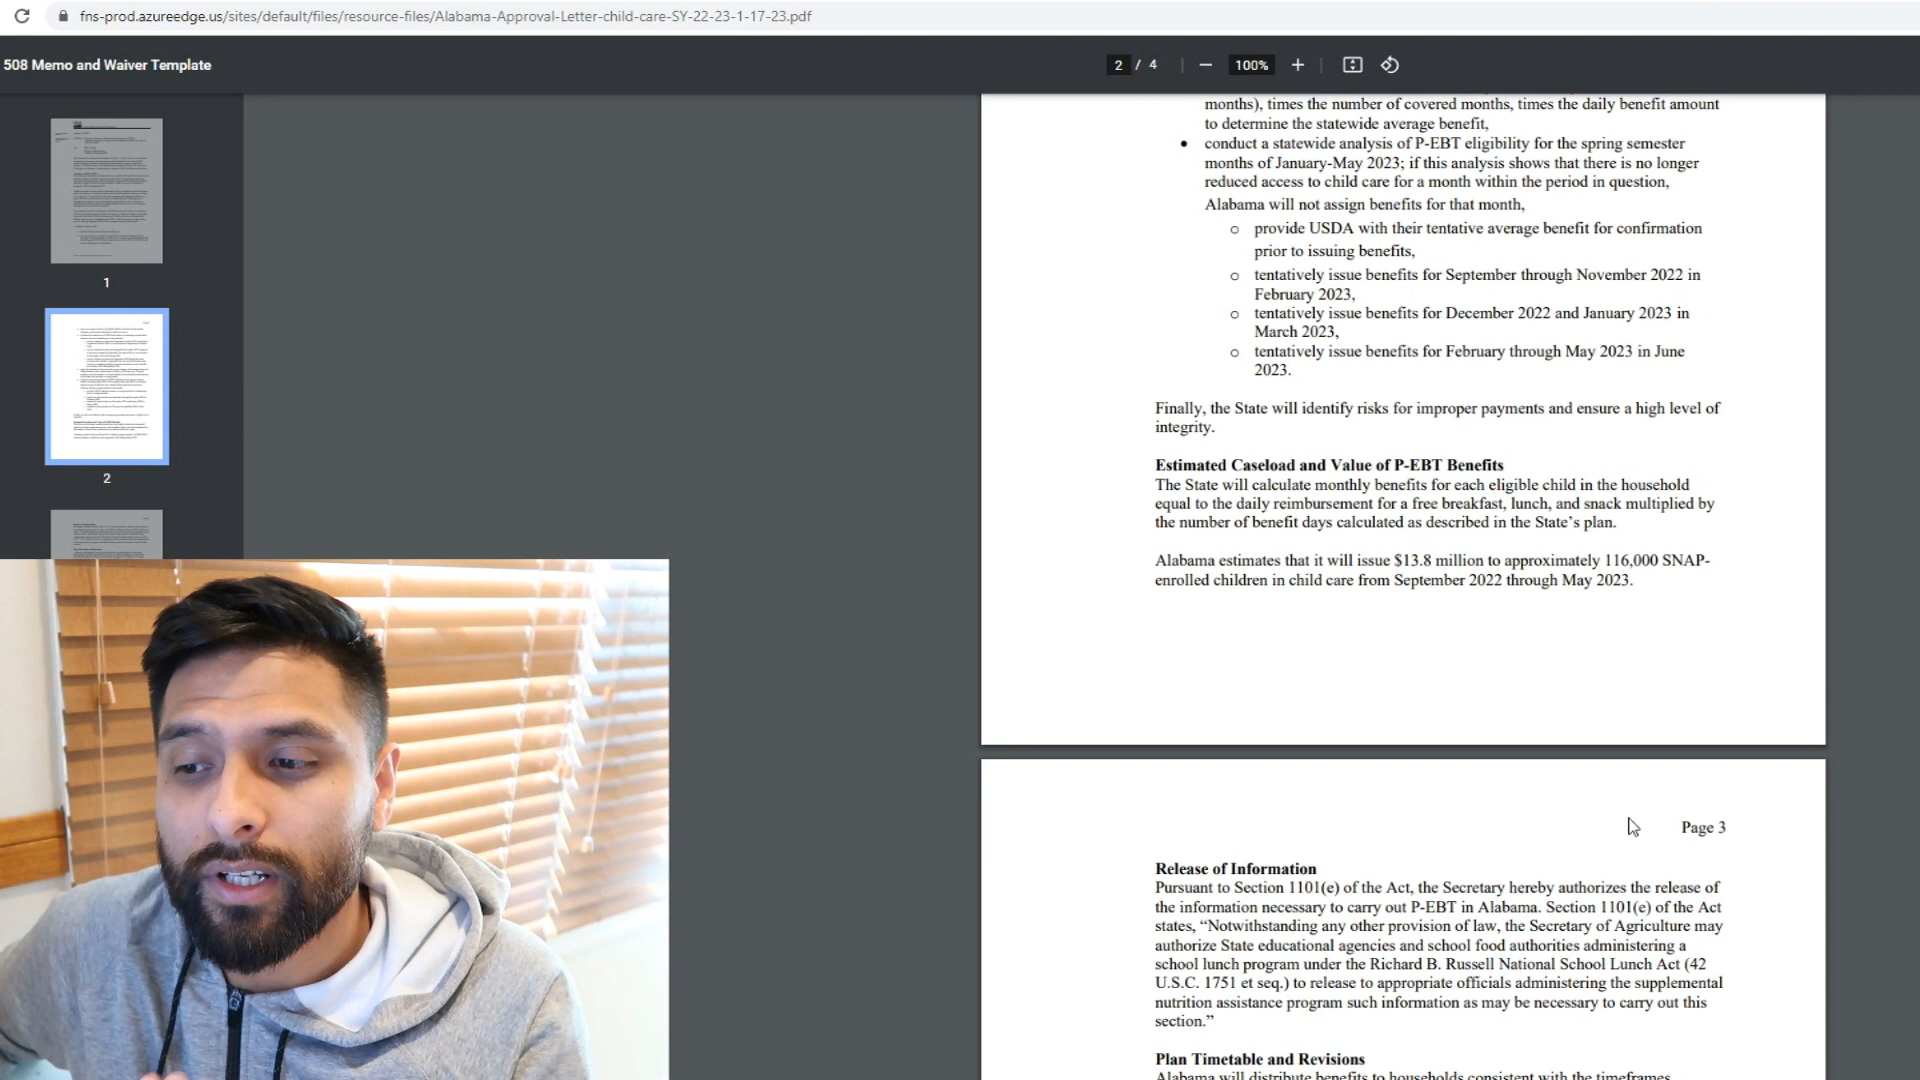 fns-prod.azureedge.us/sites/default/files/resource-files/Alabama-Approval-Letter-child-care-SY-22-23-1-17-23.pdf
508 Memo and Waiver Template
2 / 4
100%
1
2
months), times the number of covered months, times the daily benefit amount
to determine the statewide average benefit,
• conduct a statewide analysis of P-EBT eligibility for the spring semester
months of January-May 2023; if this analysis shows that there is no longer
reduced access to child care for a month within the period in question,
Alabama will not assign benefits for that month,
o provide USDA with their tentative average benefit for confirmation
prior to issuing benefits,
o tentatively issue benefits for September through November 2022 in
February 2023,
o tentatively issue benefits for December 2022 and January 2023 in
March 2023,
o tentatively issue benefits for February through May 2023 in June
2023.
Finally, the State will identify risks for improper payments and ensure a high level of
integrity.
Estimated Caseload and Value of P-EBT Benefits
The State will calculate monthly benefits for each eligible child in the household
equal to the daily reimbursement for a free breakfast, lunch, and snack multiplied by
the number of benefit days calculated as described in the State’s plan.
Alabama estimates that it will issue $13.8 million to approximately 116,000 SNAP-
enrolled children in child care from September 2022 through May 2023.
Page 3
Release of Information
Pursuant to Section 1101(e) of the Act, the Secretary hereby authorizes the release of
the information necessary to carry out P-EBT in Alabama. Section 1101(e) of the Act
states, “Notwithstanding any other provision of law, the Secretary of Agriculture may
authorize State educational agencies and school food authorities administering a
school lunch program under the Richard B. Russell National School Lunch Act (42
U.S.C. 1751 et seq.) to release to appropriate officials administering the supplemental
nutrition assistance program such information as may be necessary to carry out this
section.”
Plan Timetable and Revisions
Alabama will distribute benefits to households consistent with the timeframes